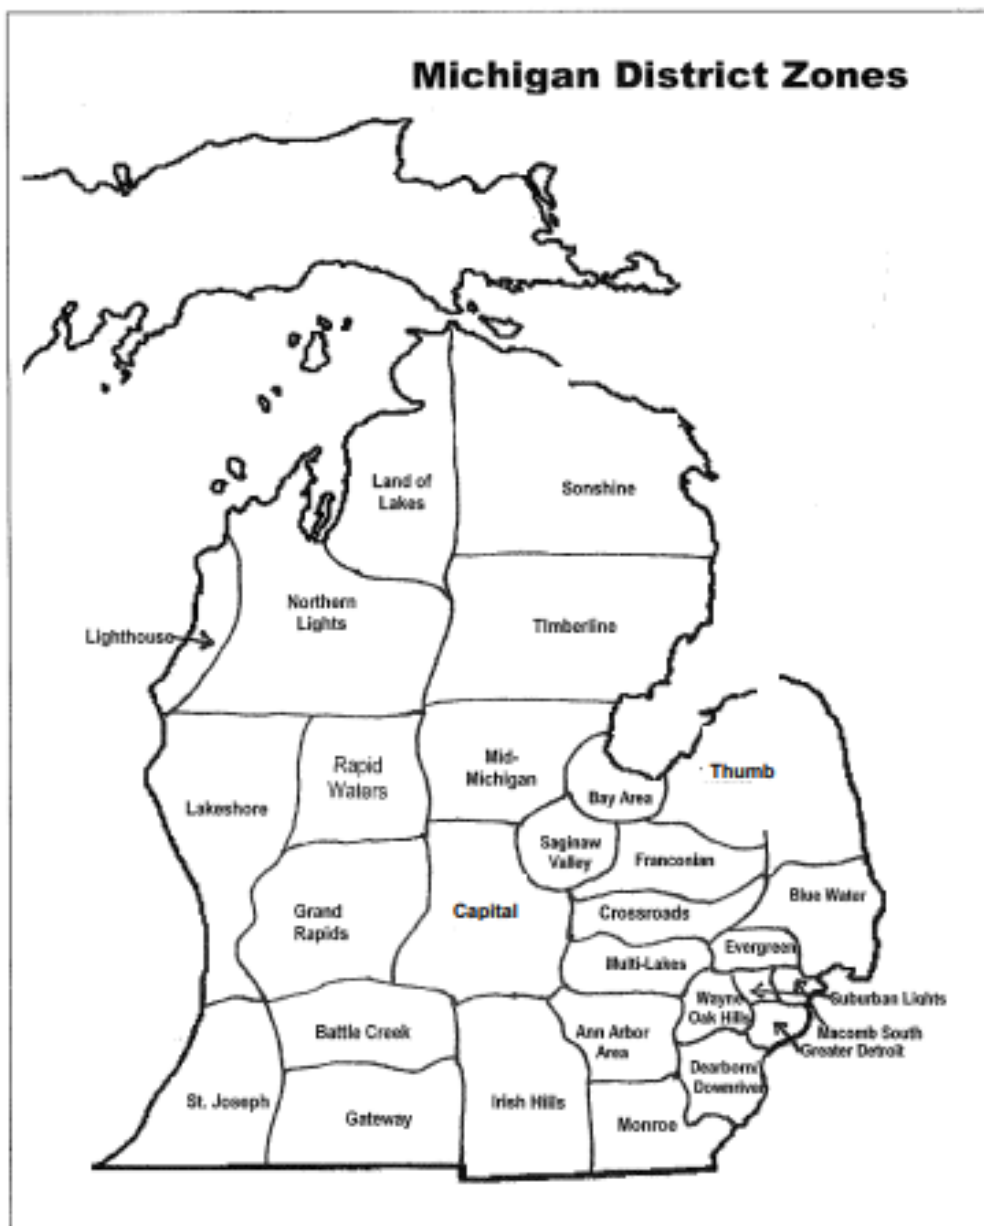 Michigan District Zones
Land of
Lakes
Sonshine
Northern
Lights
Lighthouse
Timberline
Rapid
Waters
Mid-
Michigan
Thumb
Lakeshore
Bay Area
Saginaw
Valley
Franconian
Blue Water
Grand
Rapids
Capital
Crossroads
Evergreen
Multi-Lakes
Wayne
Oak Hills
Suburban Lights
Battle Creek
Ann Arbor
Area
Macomb South
Greater Detroit
Dearborn/
Downriver
St. Joseph
Gateway
Irish Hills
Monroe